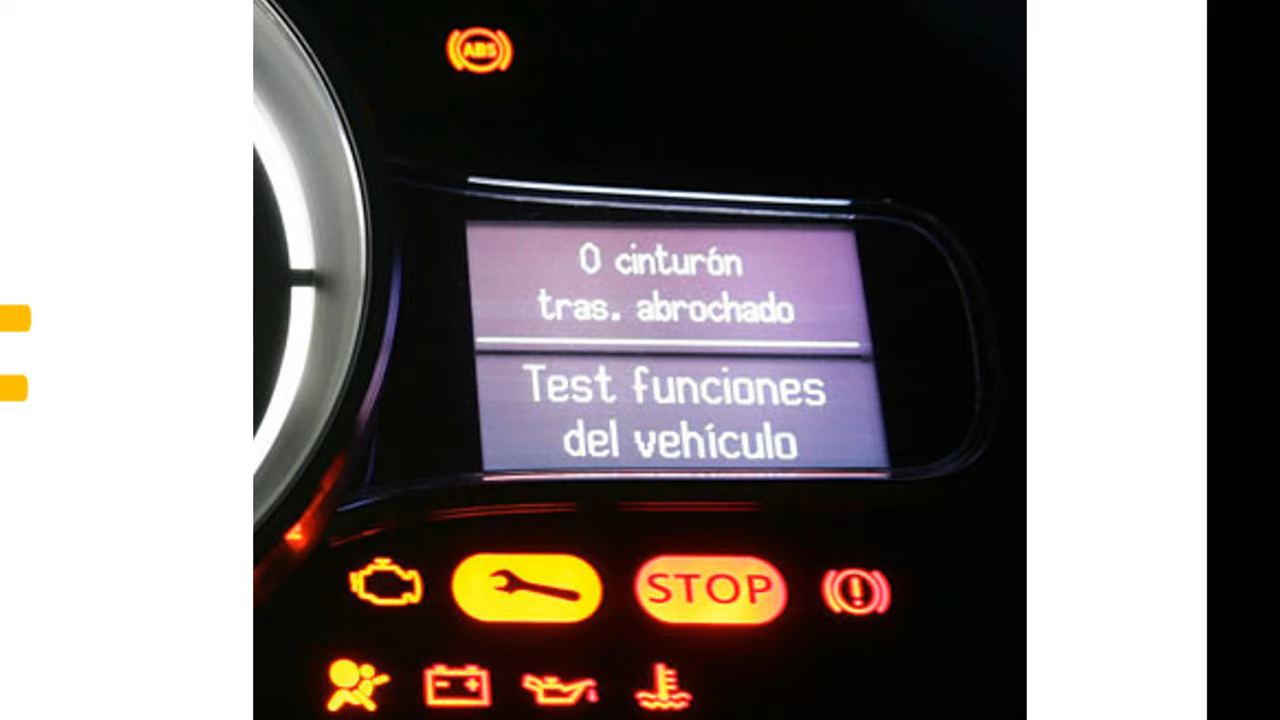 ABS
0 cinturón
tras. abrochado
Test funciones
del vehículo
STOP